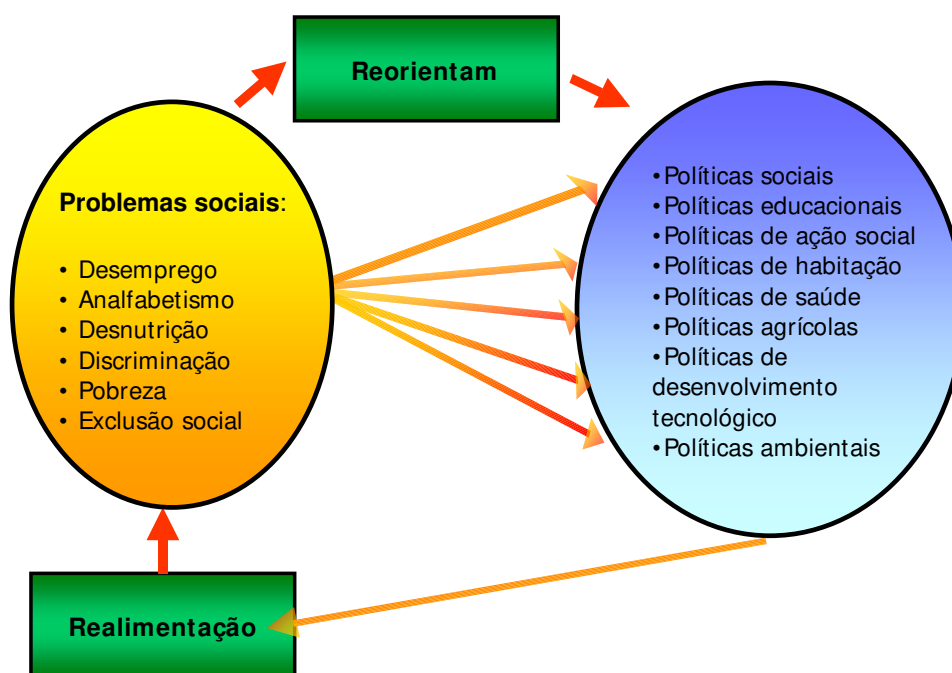 Reorientam
Problemas sociais:
• Desemprego
• Analfabetismo
• Desnutrição
• Discriminação
• Pobreza
• Exclusão social
•Políticas sociais
•Políticas educacionais
•Políticas de ação social
•Políticas de habitação
•Políticas de saúde
•Políticas agrícolas
•Políticas de
desenvolvimento
tecnológico
•Políticas ambientais
Realimentação